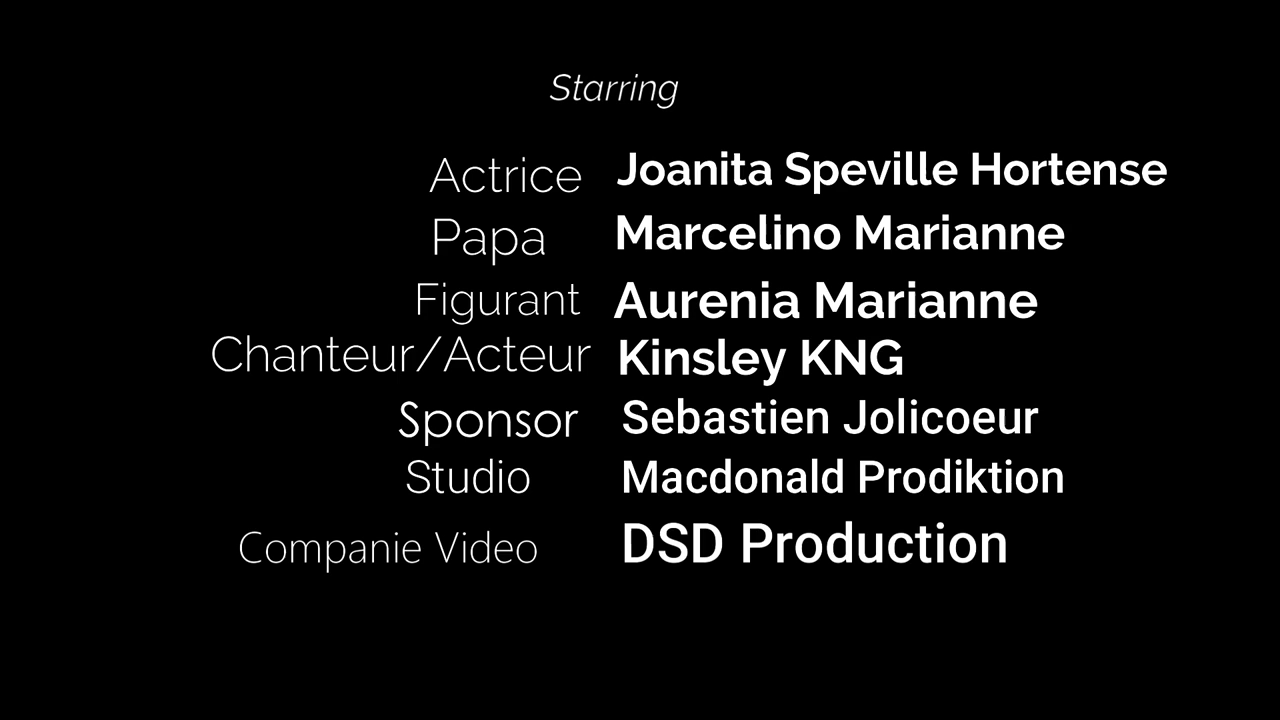 Starring
Actrice Joanita Speville Hortense
Papa Marcelino Marianne
Figurant Aurenia Marianne
Chanteur/Acteur Kinsley KNG
Sponsor Sebastien Jolicoeur
Studio Macdonald Prodiktion
Companie Video DSD Production